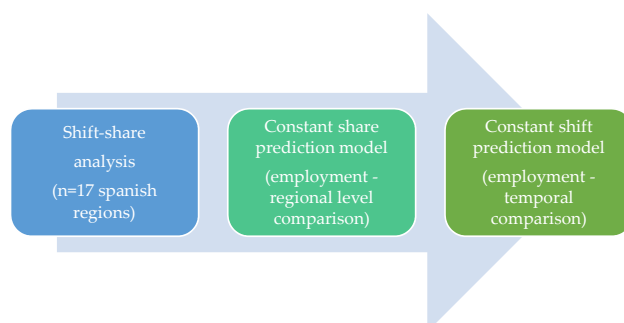 Shift-share
analysis
(n=17 spanish
regions)
Constant share
prediction model
(employment -
regional level
comparison)
Constant shift
prediction model
(employment -
temporal
comparison)